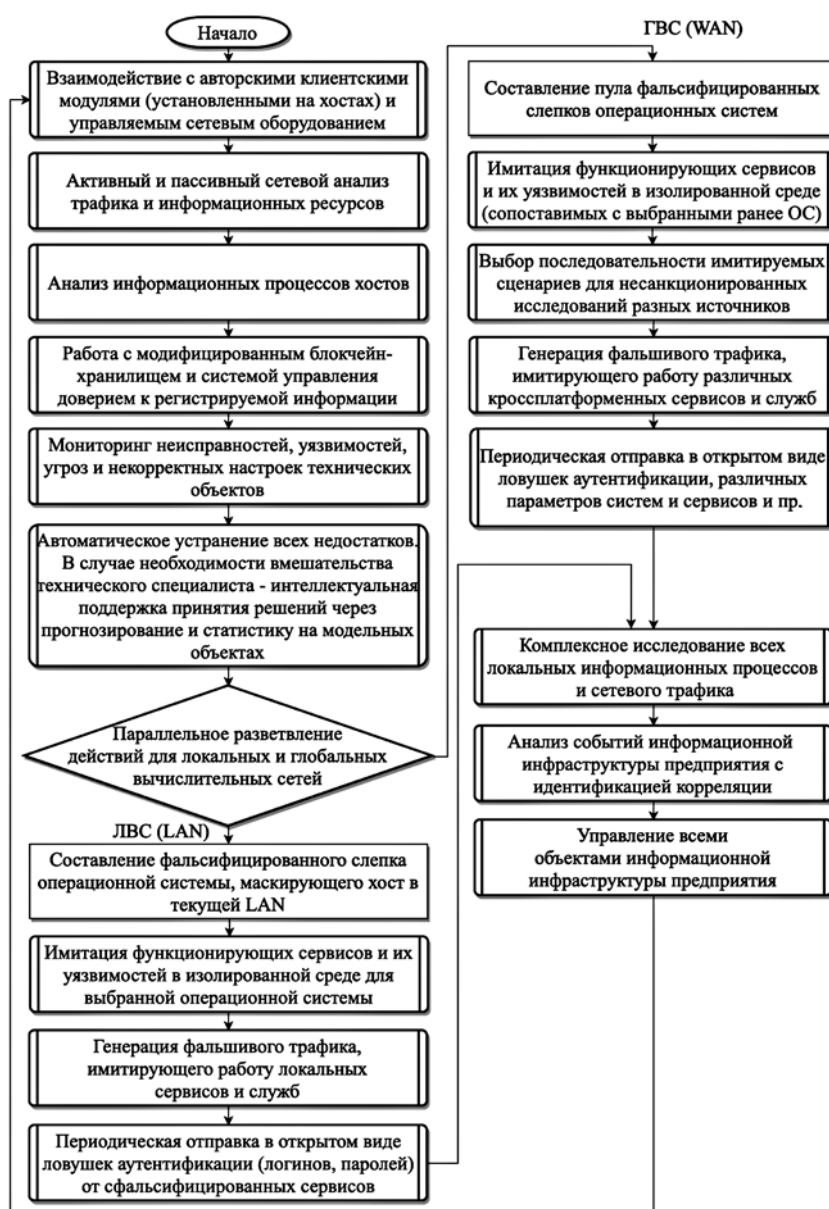 Начало
Взаимодействие с авторскими клиентскими
модулями (установленными на хостах) и
управляемым сетевым оборудованием
Активный и пассивный сетевой анализ
трафика и информационных ресурсов
Анализ информационных процессов хостов
Работа с модифицированным блокчейн-
хранилищем и системой управления
доверием к регистрируемой информации
Мониторинг неисправностей, уязвимостей,
угроз и некорректных настроек технических
объектов
Автоматическое устранение всех недостатков.
В случае необходимости вмешательства
технического специалиста - интеллектуальная
поддержка принятия решений через
прогнозирование и статистику на модельных
объектах
Параллельное разветвление
действий для локальных и глобальных
вычислительных сетей
ЛВС (LAN)
Составление фальсифицированного слепка
операционной системы, маскирующего хост в
текущей LAN
Имитация функционирующих сервисов и их
уязвимостей в изолированной среде для
выбранной операционной системы
Генерация фальшивого трафика,
имитирующего работу локальных
сервисов и служб
Периодическая отправка в открытом виде
ловушек аутентификации (логинов, паролей)
от сфальсифицированных сервисов
ГВС (WAN)
Составление пула фальсифицированных
слепков операционных систем
Имитация функционирующих сервисов
и их уязвимостей в изолированной среде
(сопоставимых с выбранными ранее ОС)
Выбор последовательности имитируемых
сценариев для несанкционированных
исследований разных источников
Генерация фальшивого трафика,
имитирующего работу различных
кроссплатформенных сервисов и служб
Периодическая отправка в открытом виде
ловушек аутентификации, различных
параметров систем и сервисов и пр.
Комплексное исследование всех
локальных информационных процессов
и сетевого трафика
Анализ событий информационной
инфраструктуры предприятия с
идентификацией корреляции
Управление всеми
объектами информационной
инфраструктуры предприятия